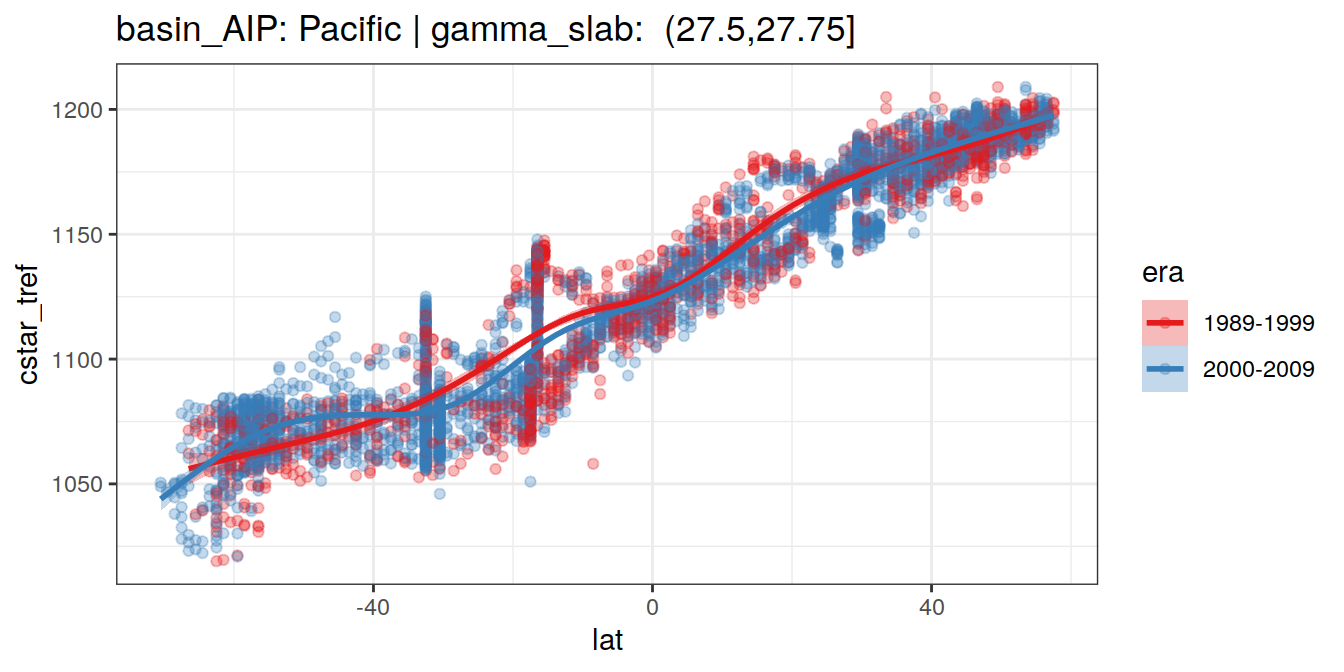 basin_AIP: Pacific | gamma_slab:  (27.5,27.75]
cstar_tref
1200
1150
1100
1050
-40
0
40
lat
era
1989-1999
2000-2009